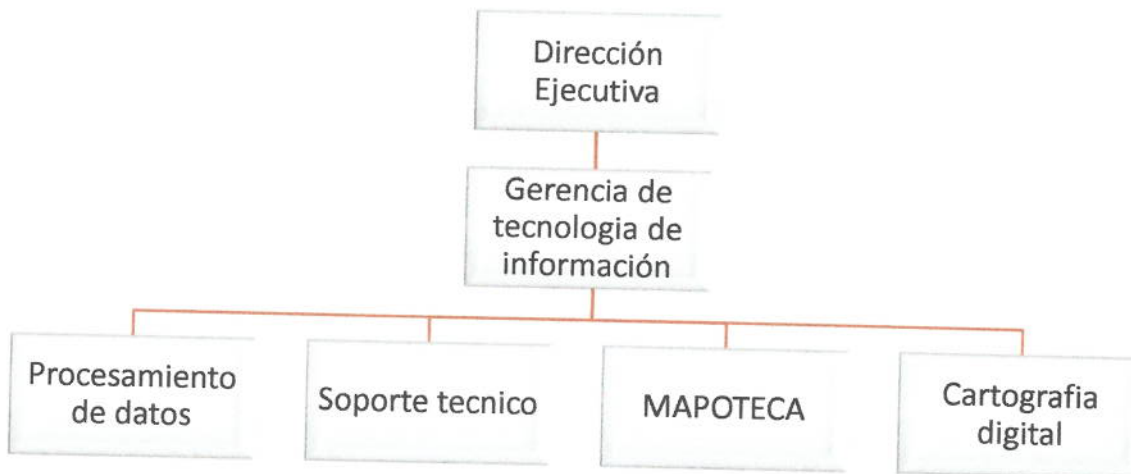 Dirección
Ejecutiva
Gerencia de
tecnologia de
información
Procesamiento
de datos
Soporte tecnico
MAPOTECA
Cartografia
digital